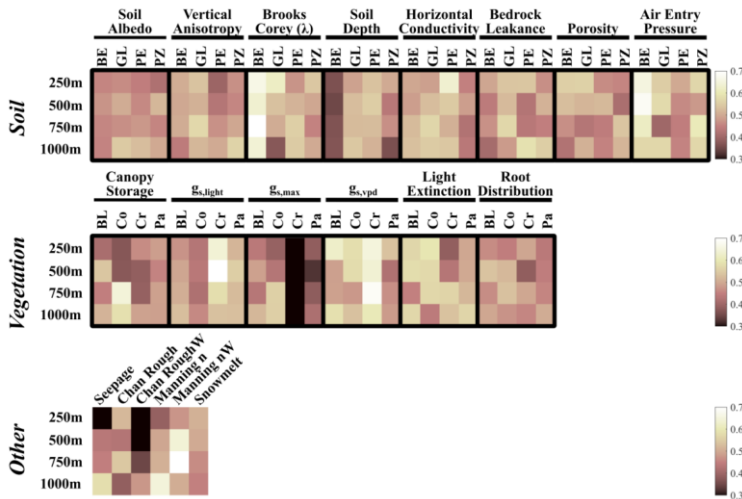 Soil Albedo
Vertical Anisotropy
Brooks Corey (λ)
Soil Depth
Horizontal Conductivity
Bedrock Leakance
Porosity
Air Entry Pressure
BE GL PE PZ BE GL PE PZ BE GL PE PZ BE GL PE PZ BE GL PE PZ BE GL PE PZ BE GL PE PZ BE GL PE PZ
Soil
250m
500m
750m
1000m
0.7
0.6
0.5
0.4
0.3
Canopy Storage
gs,light
gs,max
gs,vpd
Light Extinction
Root Distribution
BL Co Cr Pa BL Co Cr Pa BL Co Cr Pa BL Co Cr Pa BL Co Cr Pa BL Co Cr Pa
Vegetation
250m
500m
750m
1000m
0.7
0.6
0.5
0.4
0.3
Seepage
Chan Rough
Chan RoughW
Manning n
Manning nW
Snowmelt
Other
250m
500m
750m
1000m
0.7
0.6
0.5
0.4
0.3